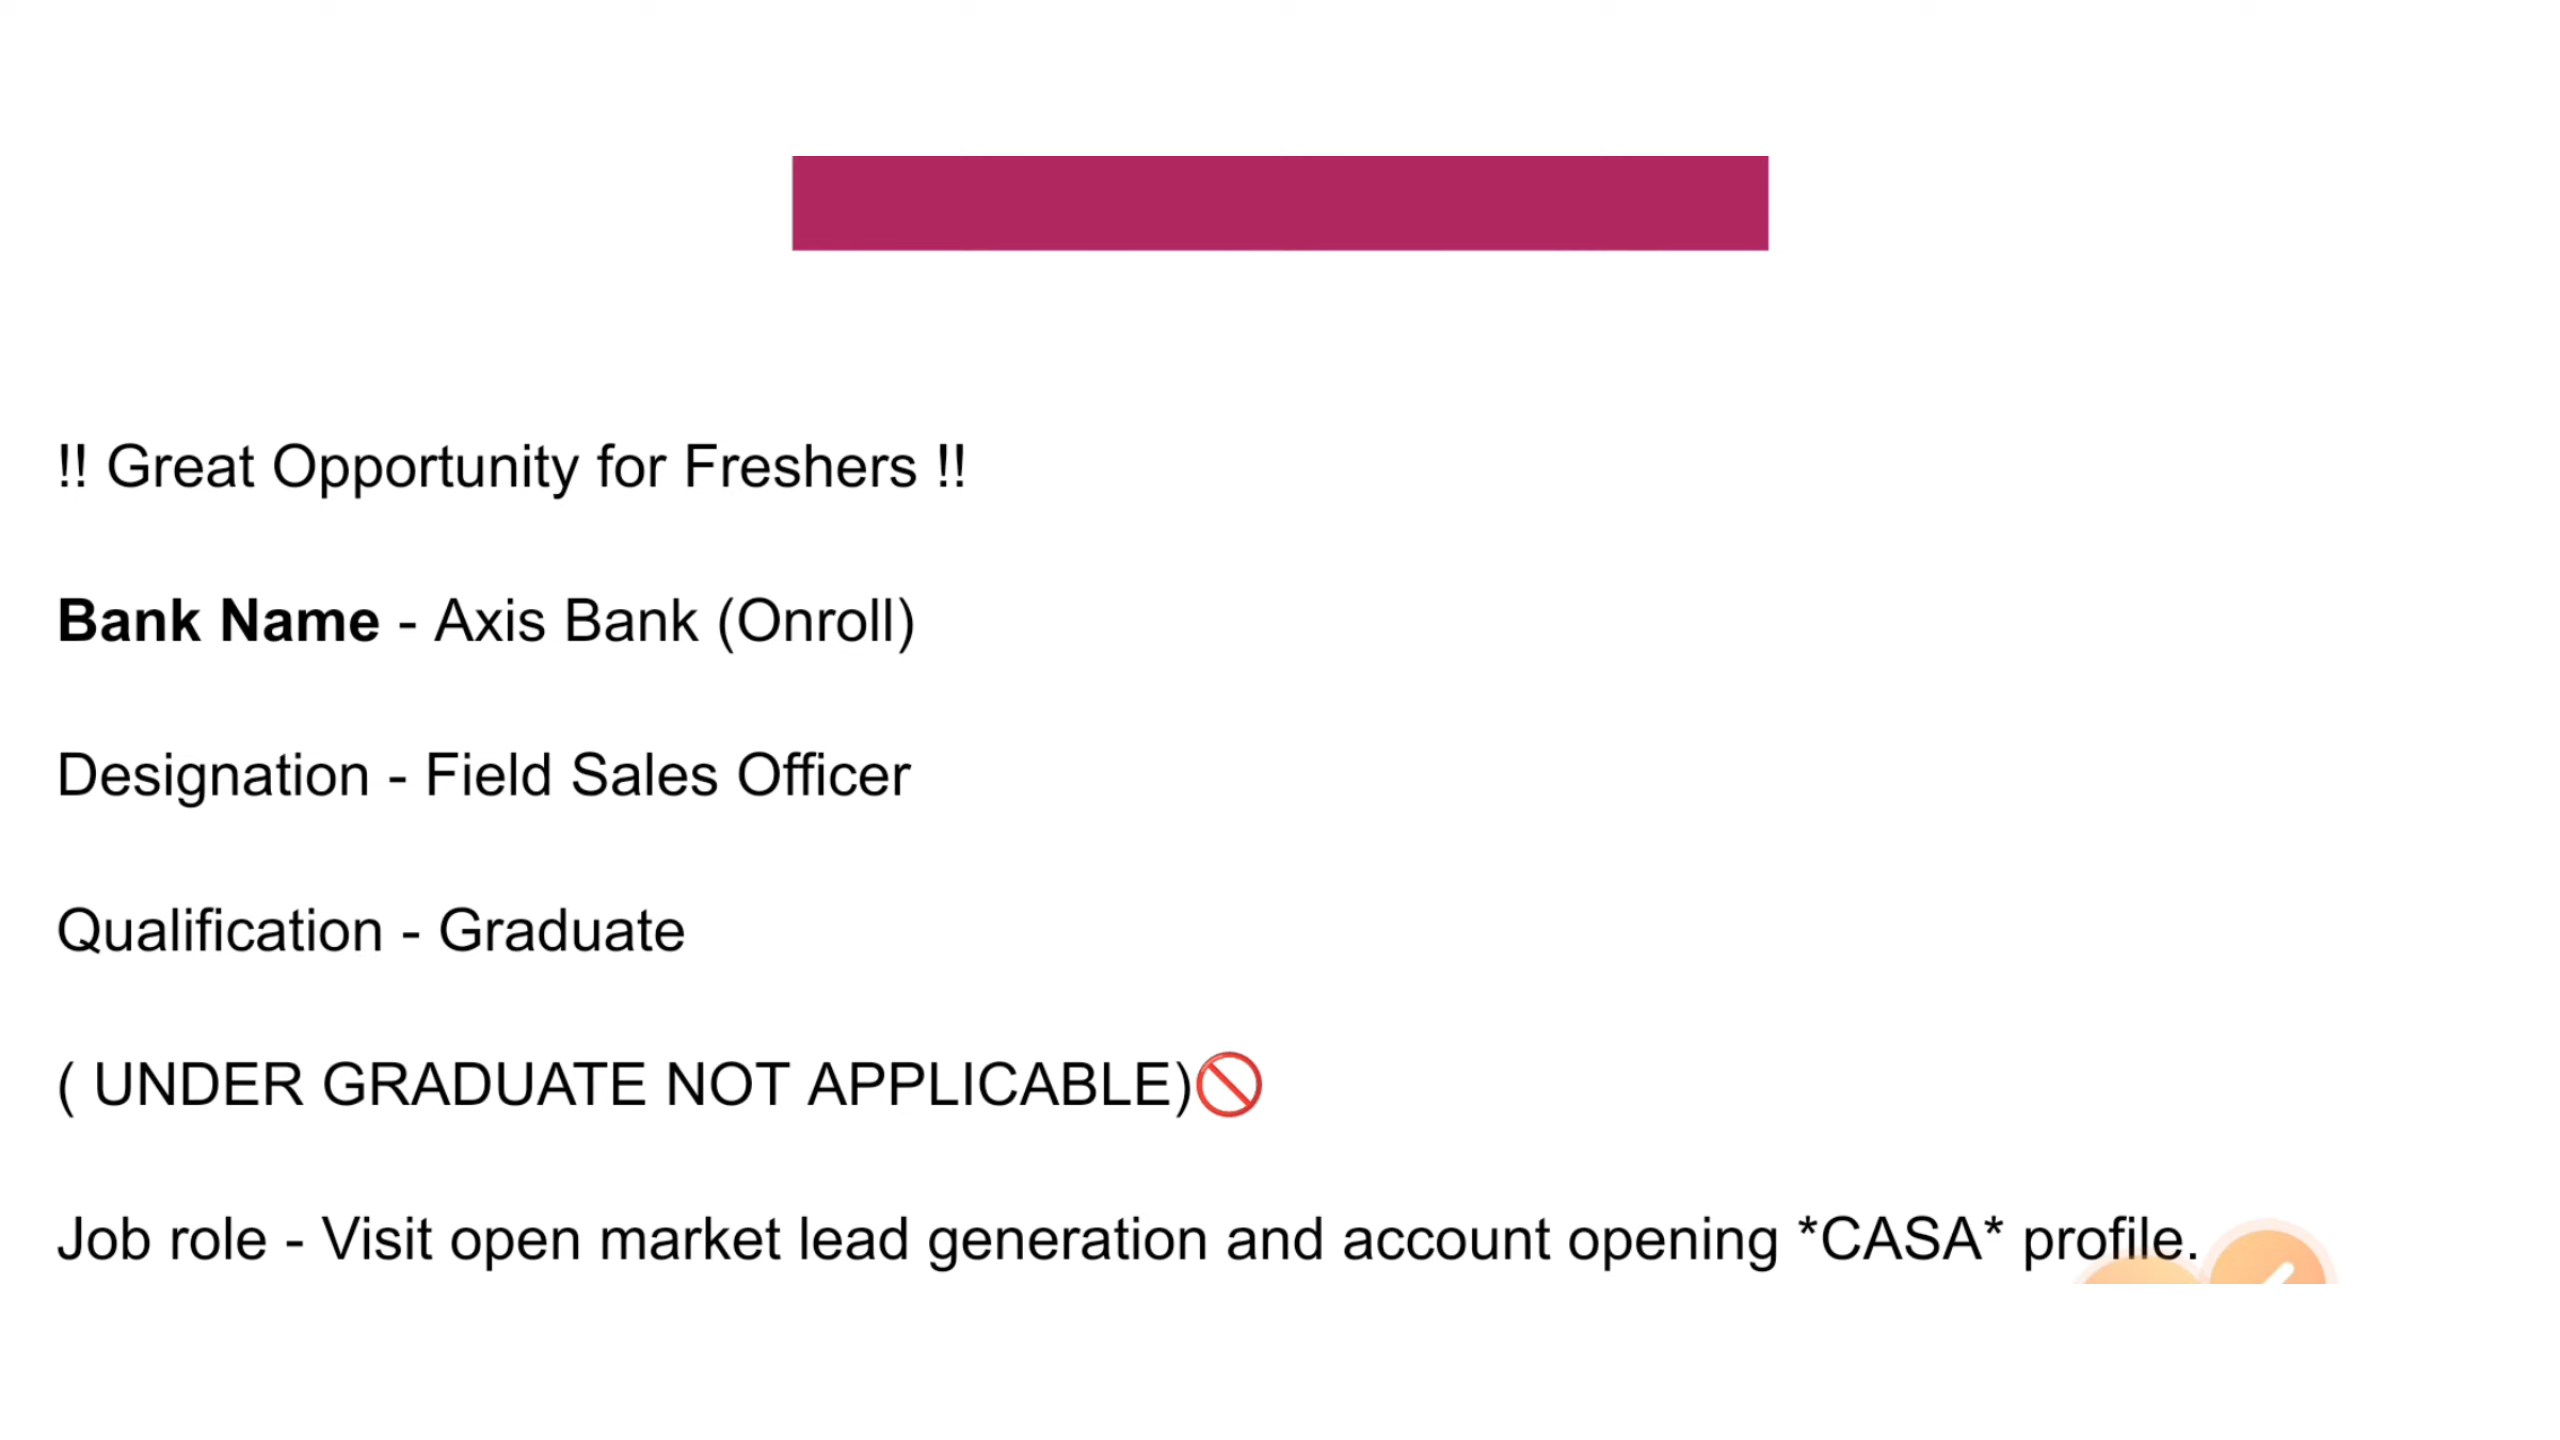 !! Great Opportunity for Freshers !!
Bank Name - Axis Bank (Onroll)
Designation - Field Sales Officer
Qualification - Graduate
( UNDER GRADUATE NOT APPLICABLE)🚫
Job role - Visit open market lead generation and account opening *CASA* profile.